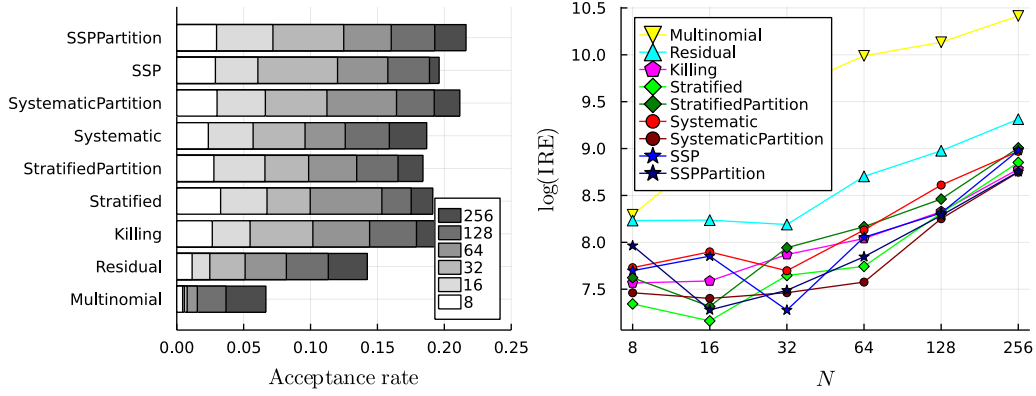 SSPPartition
SSP
SystematicPartition
Systematic
StratifiedPartition
Stratified
Killing
Residual
Multinomial
256
128
64
32
16
8
0.00 0.05 0.10 0.15 0.20 0.25
Acceptance rate
log(TRE)
10.5
10.0
9.5
9.0
8.5
8.0
7.5
Multinomial
Residual
Killing
Stratified
StratifiedPartition
Systematic
SystematicPartition
SSP
SSPPartition
8 16 32 64 128 256
N